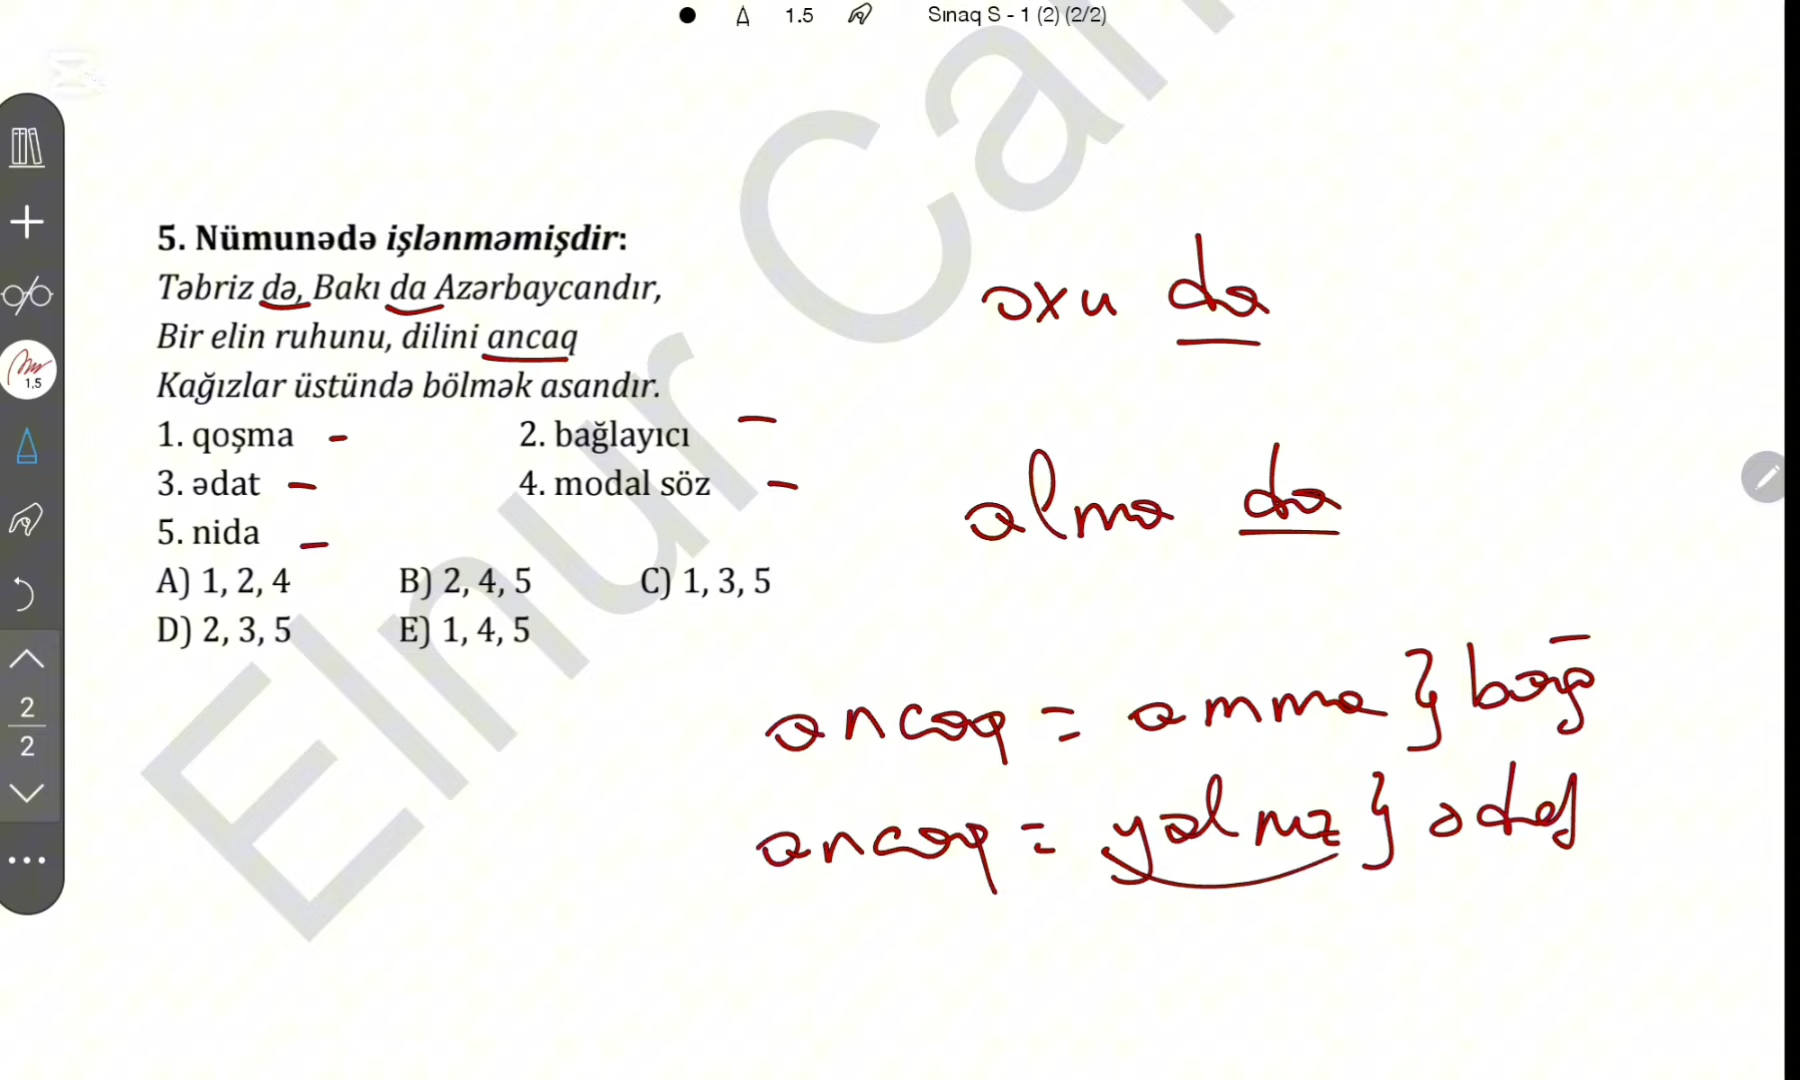 1.5 Sınaq S - 1 (2) (2/2)
5. Nümunədə işlənməmişdir:
Təbriz də, Bakı da Azərbaycandır,
Bir elin ruhunu, dilini ancaq
Kağızlar üstündə bölmək asandır.
1. qoşma - 2. bağlayıcı -
3. ədat - 4. modal söz -
5. nida -
A) 1, 2, 4 B) 2, 4, 5 C) 1, 3, 5
D) 2, 3, 5 E) 1, 4, 5
oxu da
alma da
ancaq = amma } bağ
ancaq = yalnız } ədat
1,5
2
2
Elnur Can